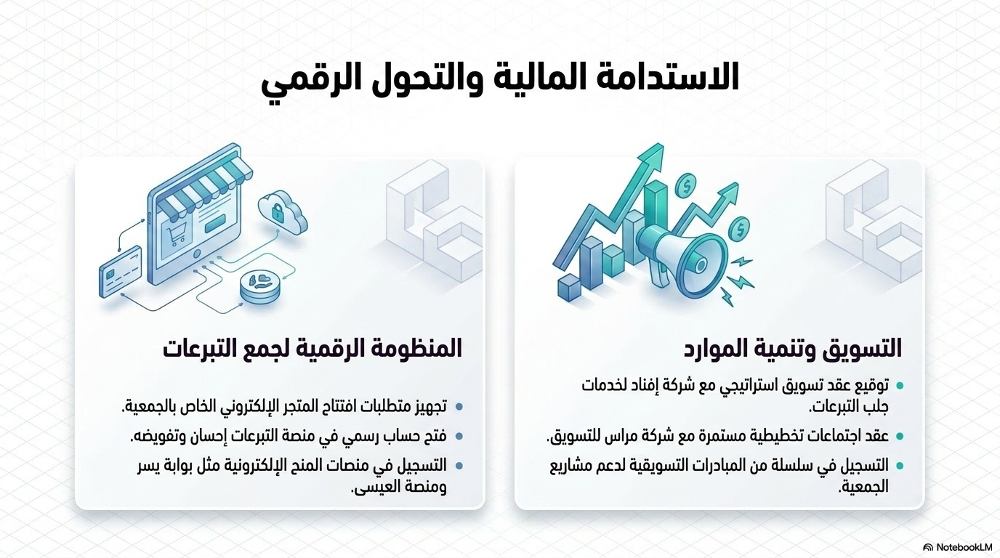 الاستدامة المالية والتحول الرقمي
التسويق وتنمية الموارد
توقيع عقد تسويق استراتيجي مع شركة إفناد لخدمات
جلب التبرعات.
عقد اجتماعات تخطيطية مستمرة مع شركة مراس للتسويق.
التسجيل في سلسلة من المبادرات التسويقية لدعم مشاريع
الجمعية.
المنظومة الرقمية لجمع التبرعات
تجهيز متطلبات افتتاح المتجر الإلكتروني الخاص بالجمعية.
فتح حساب رسمي في منصة التبرعات إحسان وتفويضه.
التسجيل في منصات المنح الإلكترونية مثل بوابة يسر
ومنصة العيسى.
NotebookLM